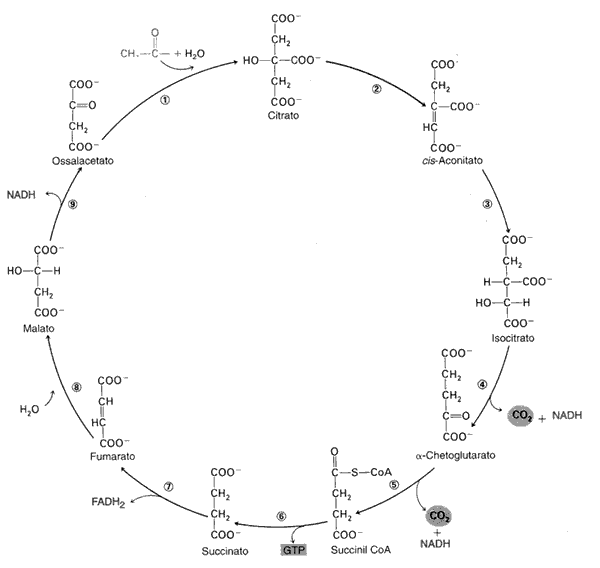 O
CH₃—C— + H₂O
①
COO⁻
CH₂
HO—C—COO⁻
CH₂
COO⁻
Citrato
②
COO⁻
CH₂
C—COO⁻
HC
COO⁻
cis-Aconitato
③
COO⁻
CH₂
H—C—COO⁻
HO—C—H
COO⁻
Isocitrato
④
CO₂ + NADH
COO⁻
CH₂
CH₂
C=O
COO⁻
α-Chetoglutarato
⑤
CO₂
+
NADH
O
C—S—CoA
CH₂
CH₂
COO⁻
Succinil CoA
⑥
GTP
COO⁻
CH₂
CH₂
COO⁻
Succinato
⑦
FADH₂
COO⁻
CH
HC
COO⁻
Fumarato
⑧
H₂O
COO⁻
HO—C—H
CH₂
COO⁻
Malato
⑨
NADH
COO⁻
C=O
CH₂
COO⁻
Ossalacetato